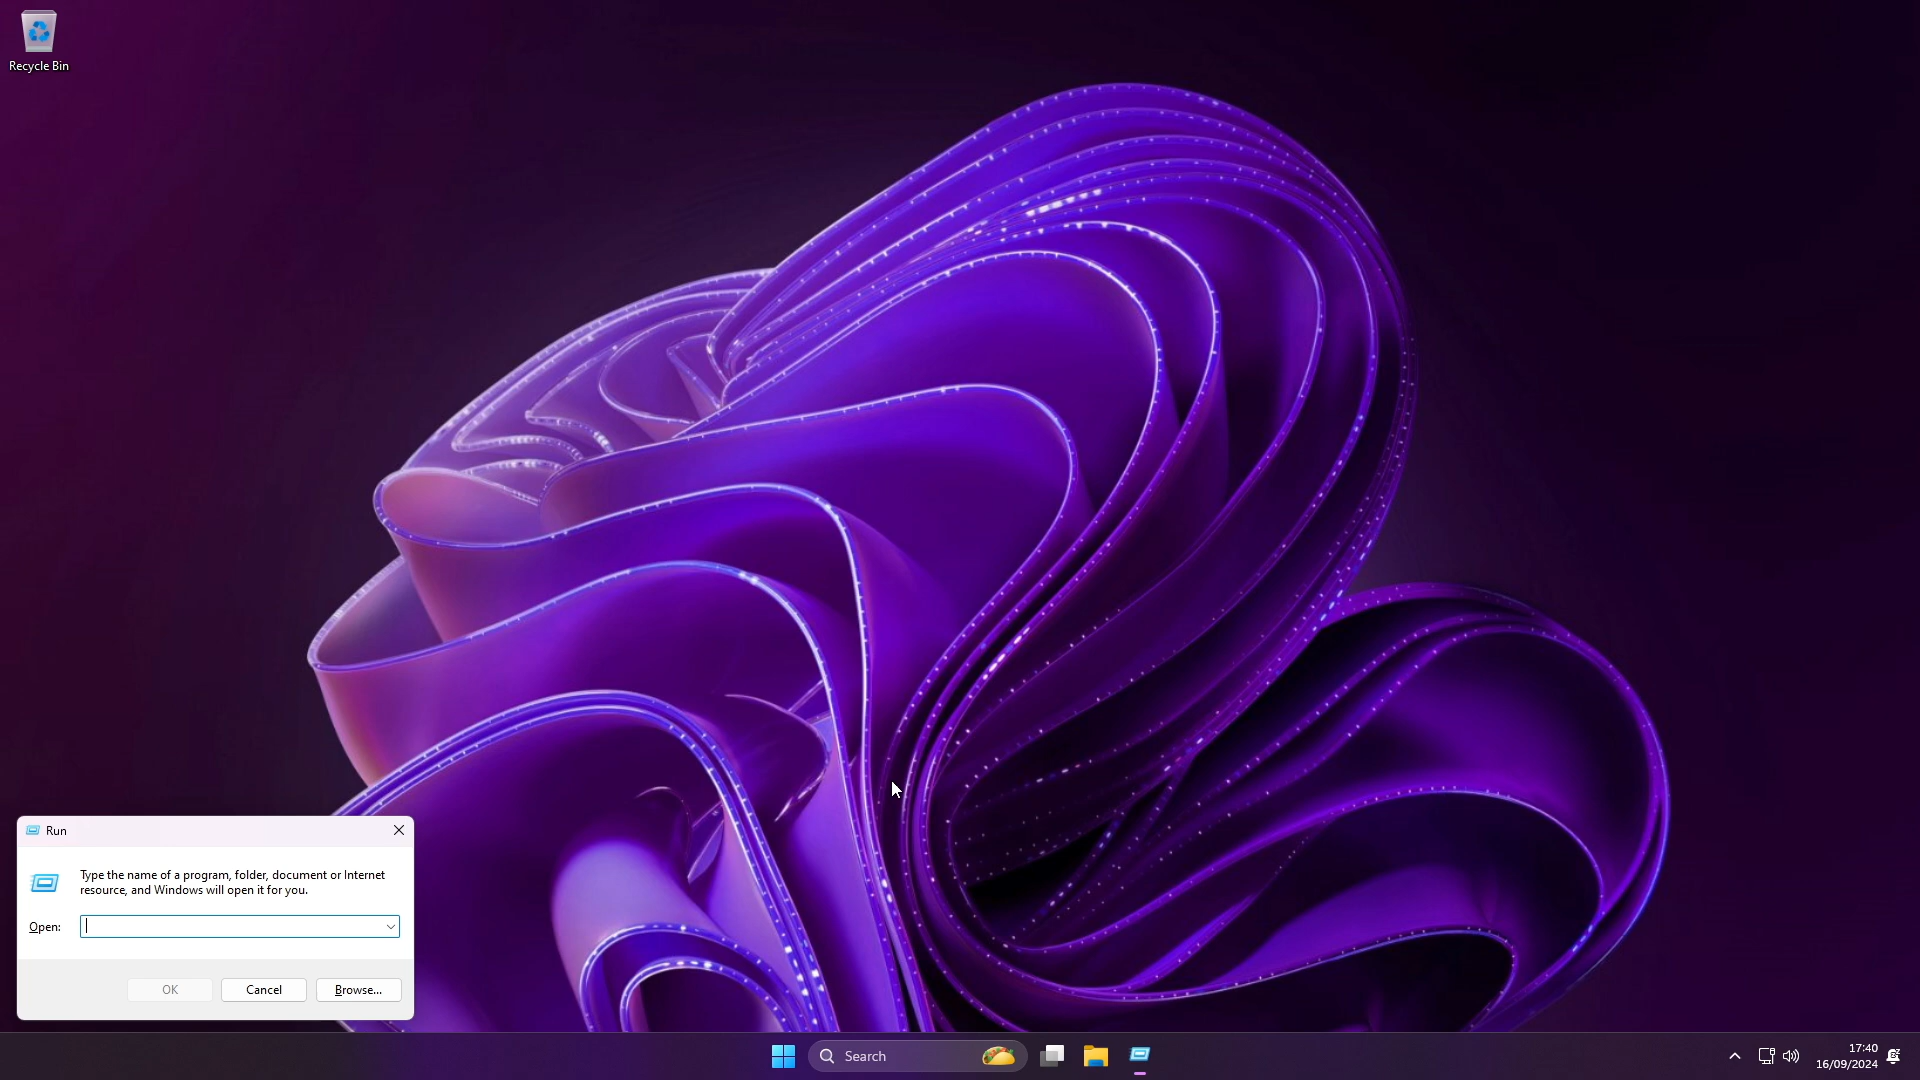 Recycle Bin
Run
Type the name of a program, folder, document or Internet
resource, and Windows will open it for you.
Open:
OK
Cancel
Browse...
Search
17:40
16/09/2024